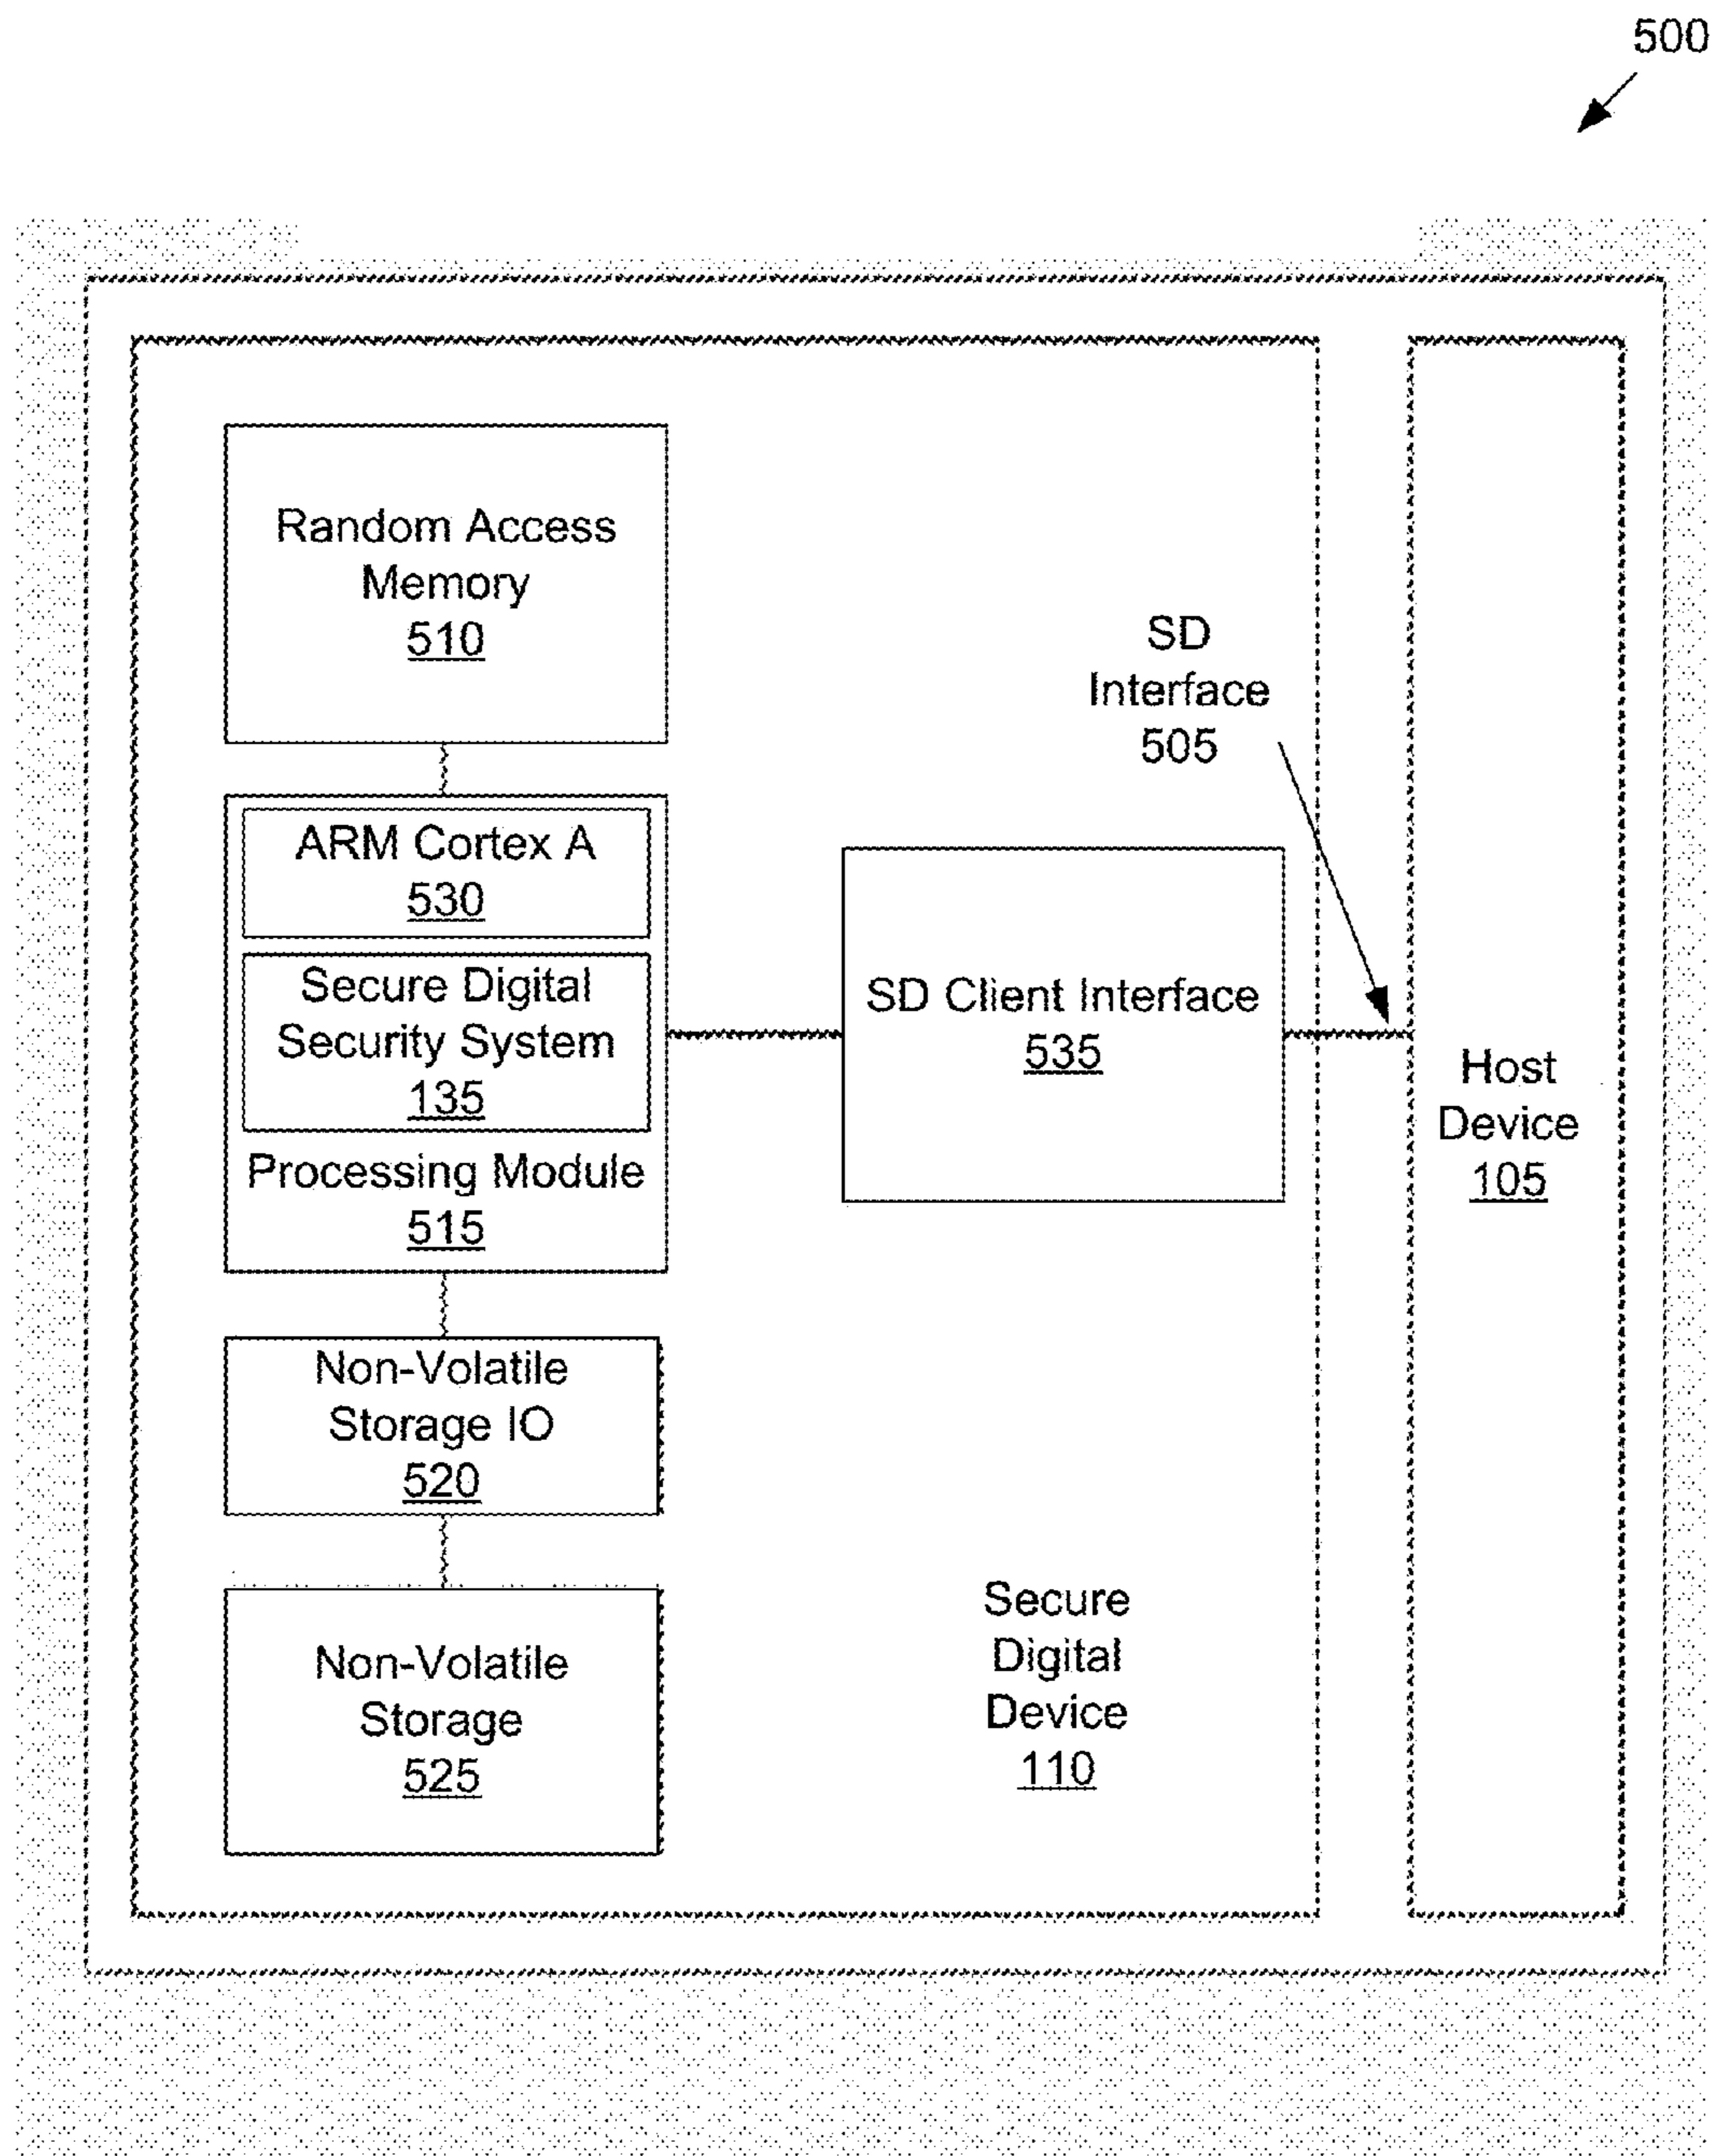 500
Random Access
Memory
510
SD
Interface
505
ARM Cortex A
530
Secure Digital
Security System
135
Processing Module
515
SD Client Interface
535
Host
Device
105
Non-Volatile
Storage IO
520
Non-Volatile
Storage
525
Secure
Digital
Device
110